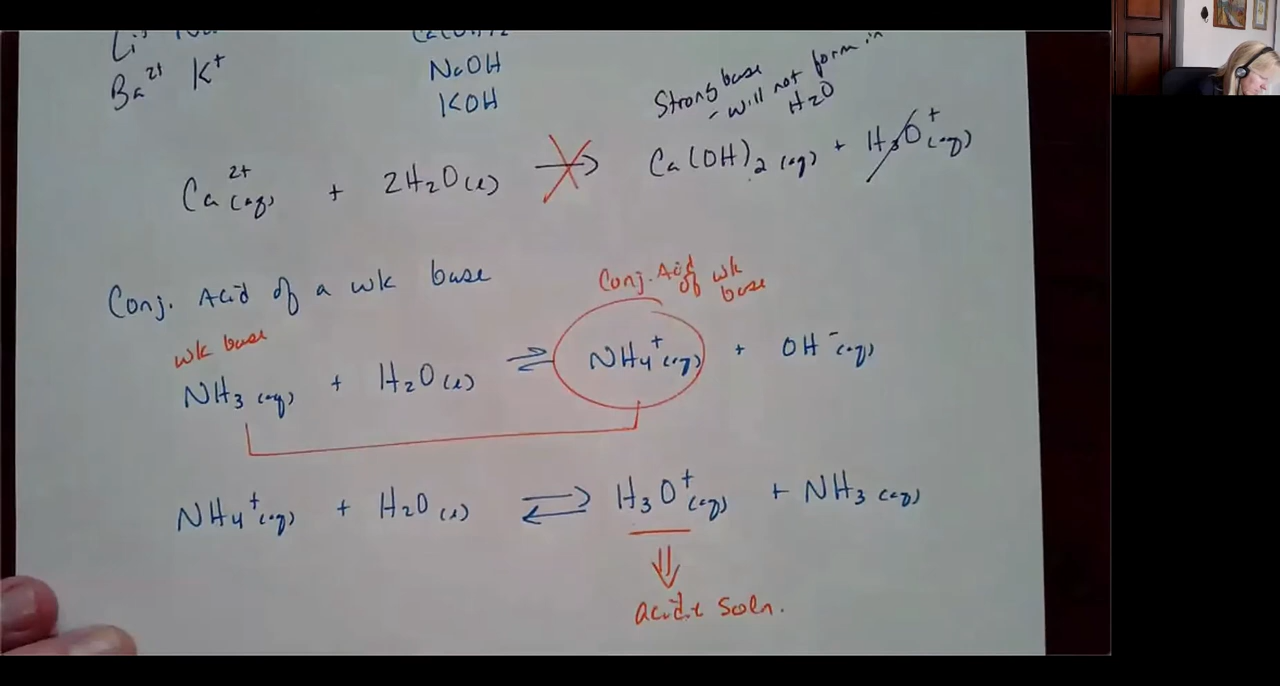 NaOH
Ba²⁺ K⁺
KOH
Strong base
- will not form in
H₂O
Ca²⁺(aq) + 2H₂O(l) → Ca(OH)₂(aq) + H₃O⁺(aq)
Conj. Acid of a wk base
Conj. Acid of wk base
wk base
NH₃(aq) + H₂O(l) ⇌ NH₄⁺(aq) + OH⁻(aq)
NH₄⁺(aq) + H₂O(l) ⇌ H₃O⁺(aq) + NH₃(aq)
acidic soln.